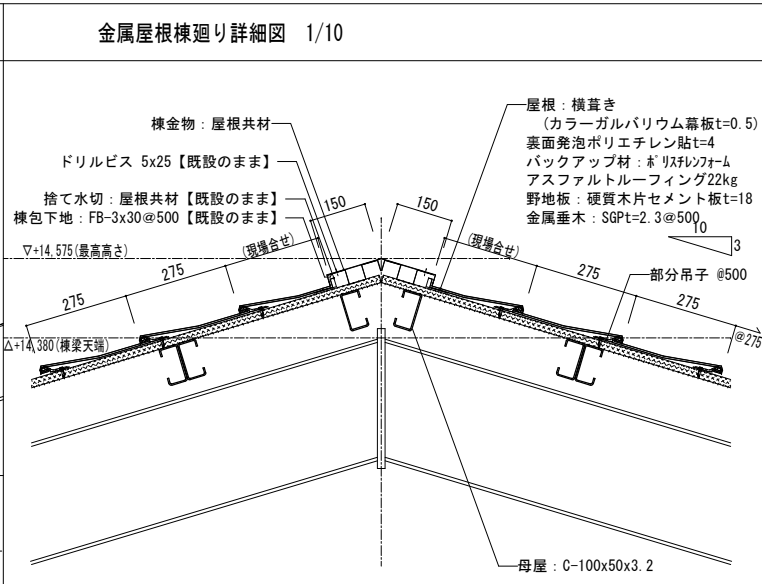 金属屋根棟廻り詳細図 1/10
棟金物：屋根共材
ドリルビス 5x25【既設のまま】
捨て水切：屋根共材【既設のまま】
棟包下地：FB-3x30@500【既設のまま】
屋根：横葺き
（カラーガルバリウム幕板t=0.5）
裏面発泡ポリエチレン貼t=4
バックアップ材：ポリスチレンフォーム
アスファルトルーフィング22kg
野地板：硬質木片セメント板t=18
金属垂木：SGPt=2.3@500
10
3
150
150
▽+14,575(最高高さ)
(現場合せ)
(現場合せ)
275
275
275
275
部分吊子 @500
@275
△+14,380(棟梁天端)
母屋：C-100x50x3.2